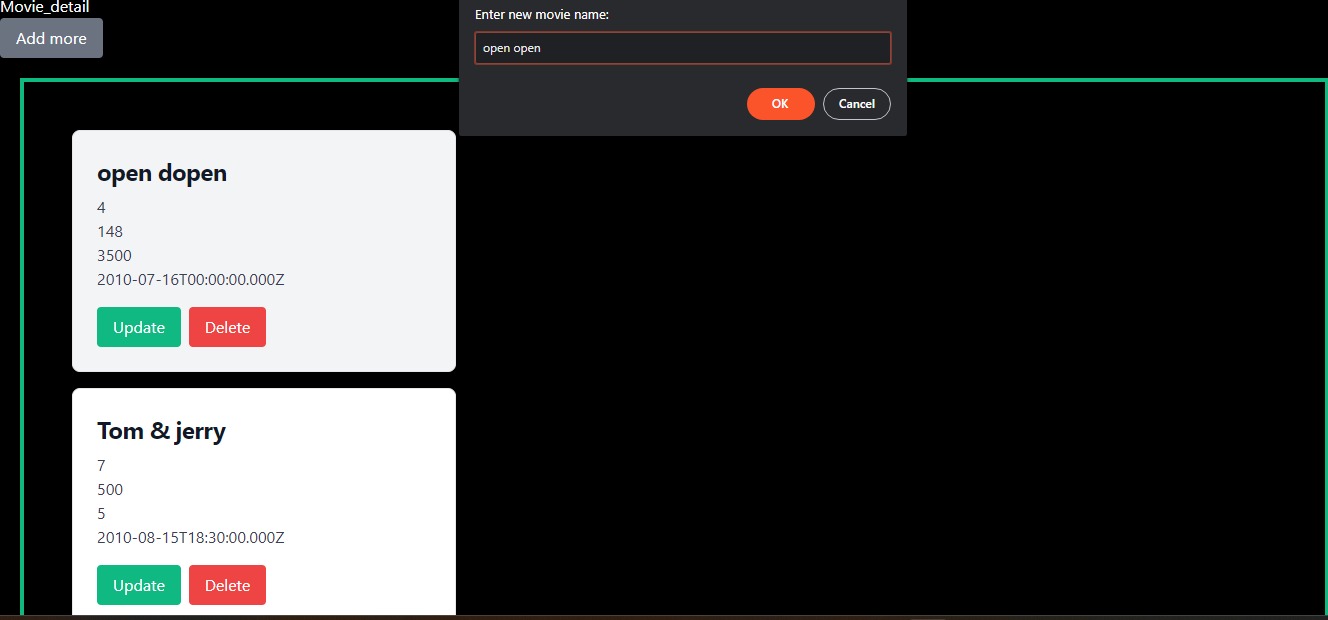 Movie_detail
Add more
Enter new movie name:
open open
OK Cancel
open dopen
4
148
3500
2010-07-16T00:00:00.000Z
Update Delete
Tom & jerry
7
500
5
2010-08-15T18:30:00.000Z
Update Delete